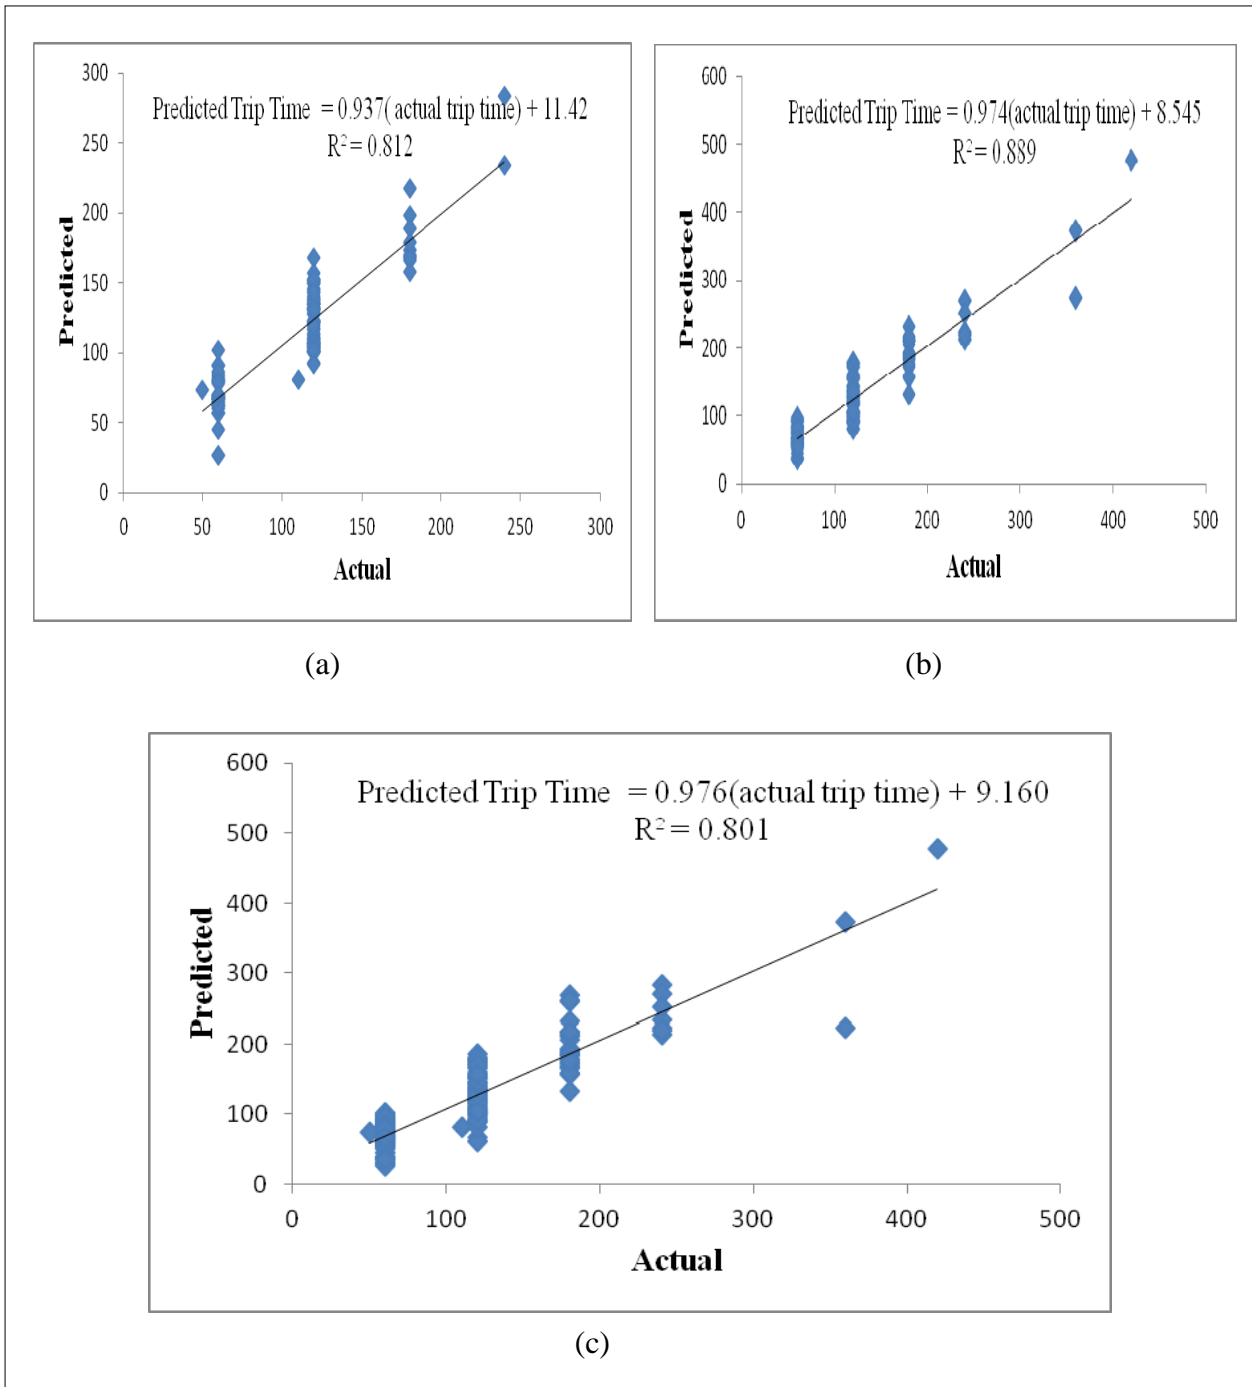 300
250
200
150
100
50
0
Predicted Trip Time = 0.937( actual trip time) + 11.42
R² = 0.812
Predicted
0 50 100 150 200 250 300
Actual
(a)
600
500
400
300
200
100
0
Predicted Trip Time = 0.974(actual trip time) + 8.545
R² = 0.889
Predicted
0 100 200 300 400 500
Actual
(b)
600
500
400
300
200
100
0
Predicted Trip Time = 0.976(actual trip time) + 9.160
R² = 0.801
Predicted
0 100 200 300 400 500
Actual
(c)